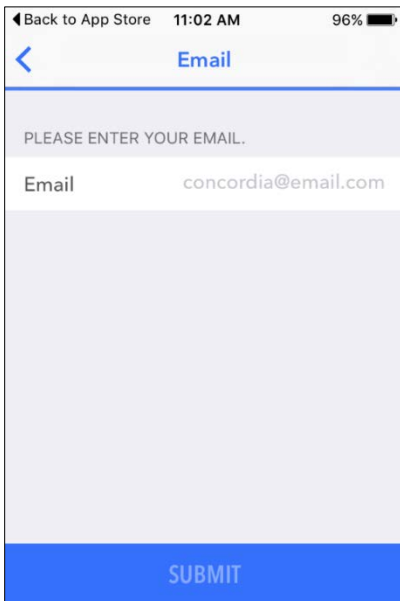 Back to App Store 11:02 AM 96%
Email
PLEASE ENTER YOUR EMAIL.
Email concordia@email.com
SUBMIT